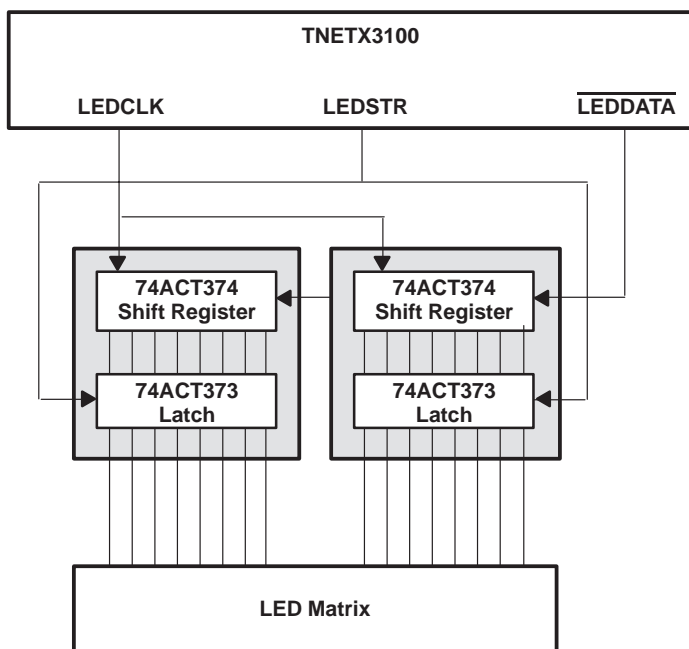 TNETX3100
LEDCLK
LEDSTR
LEDDATA
74ACT374
Shift Register
74ACT374
Shift Register
74ACT373
Latch
74ACT373
Latch
LED Matrix